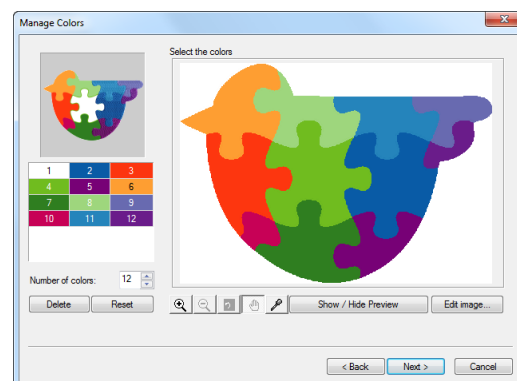 Manage Colors
Select the colors
1 2 3
4 5 6
7 8 9
10 11 12
Number of colors: 12
Delete Reset Show / Hide Preview Edit image...
< Back Next > Cancel